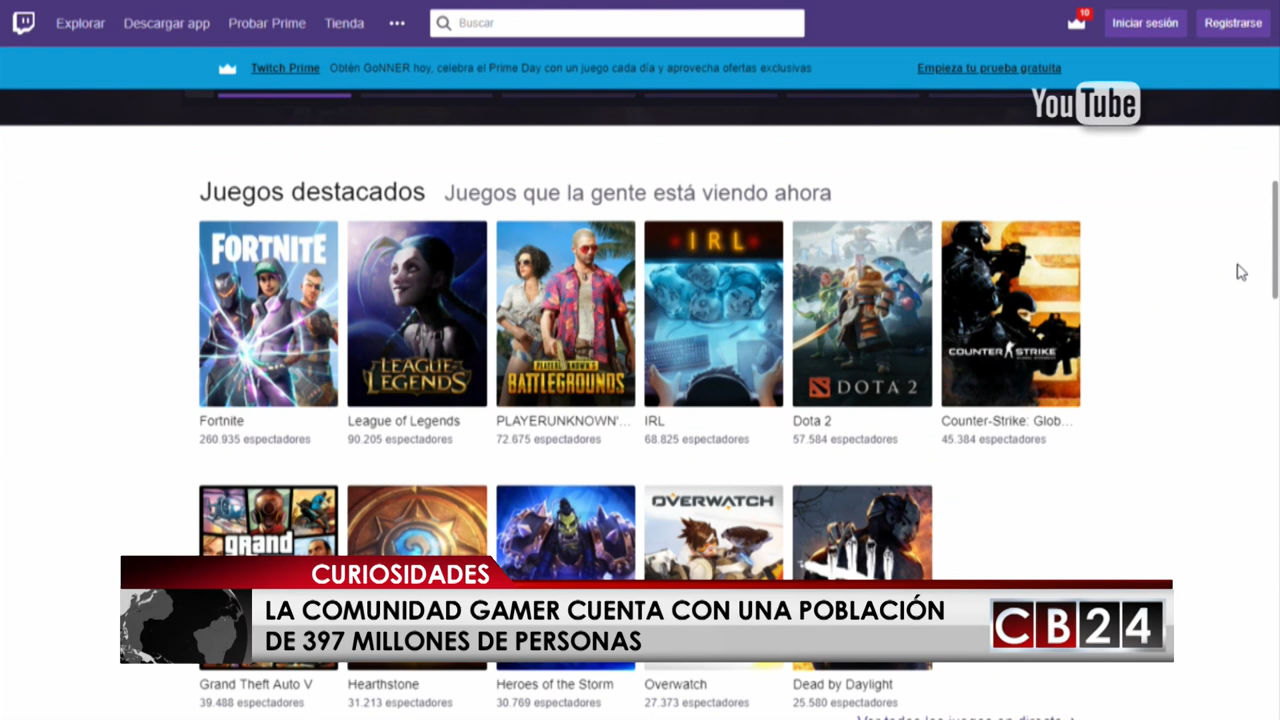 Explorar Descargar app Probar Prime Tienda ••• Buscar 10 Iniciar sesión Registrarse
Twitch Prime Obtén GoNNER hoy, celebra el Prime Day con un juego cada día y aprovecha ofertas exclusivas Empieza tu prueba gratuita
YouTube
Juegos destacados Juegos que la gente está viendo ahora
FORTNITE
LEAGUE OF LEGENDS
PLAYERUNKNOWN'S BATTLEGROUNDS
IRL
DOTA 2
COUNTER STRIKE
Fortnite League of Legends PLAYERUNKNOWN'... IRL Dota 2 Counter-Strike: Glob...
260.935 espectadores 90.205 espectadores 72.675 espectadores 68.825 espectadores 57.584 espectadores 45.384 espectadores
grand
OVERWATCH
CURIOSIDADES
LA COMUNIDAD GAMER CUENTA CON UNA POBLACIÓN
DE 397 MILLONES DE PERSONAS
CB24
Grand Theft Auto V Hearthstone Heroes of the Storm Overwatch Dead by Daylight
39.488 espectadores 31.213 espectadores 30.769 espectadores 27.373 espectadores 25.580 espectadores